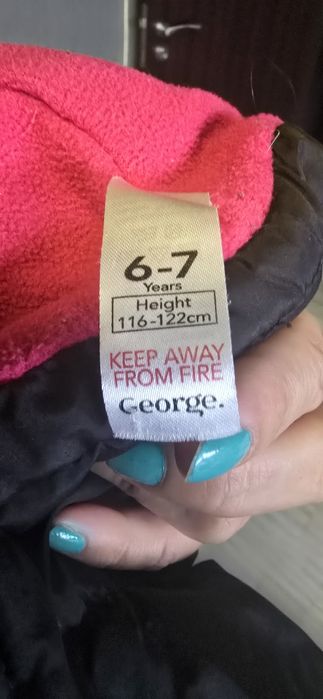 6-7
Years
Height
116-122cm
KEEP AWAY
FROM FIRE
George.